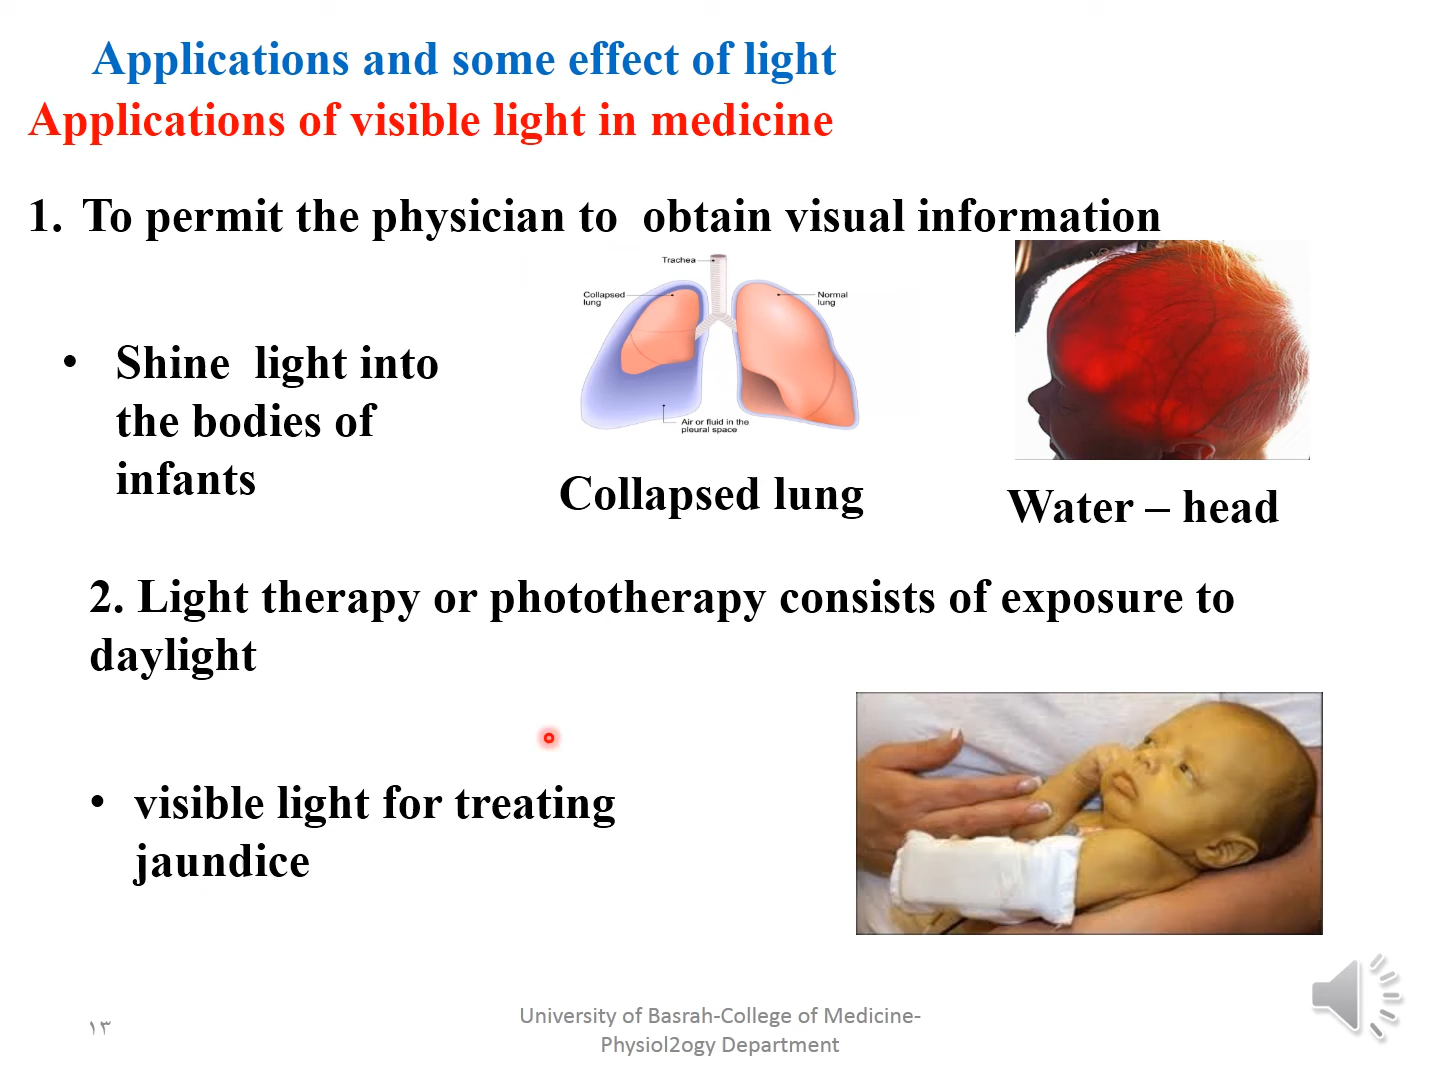 Applications and some effect of light
Applications of visible light in medicine
1. To permit the physician to obtain visual information
Trachea
Collapsed
lung
Normal
lung
Air or fluid in the
pleural space
• Shine light into
the bodies of
infants
Collapsed lung
Water – head
2. Light therapy or phototherapy consists of exposure to
daylight
• visible light for treating
jaundice
١٣
University of Basrah-College of Medicine-
Physiol2ogy Department